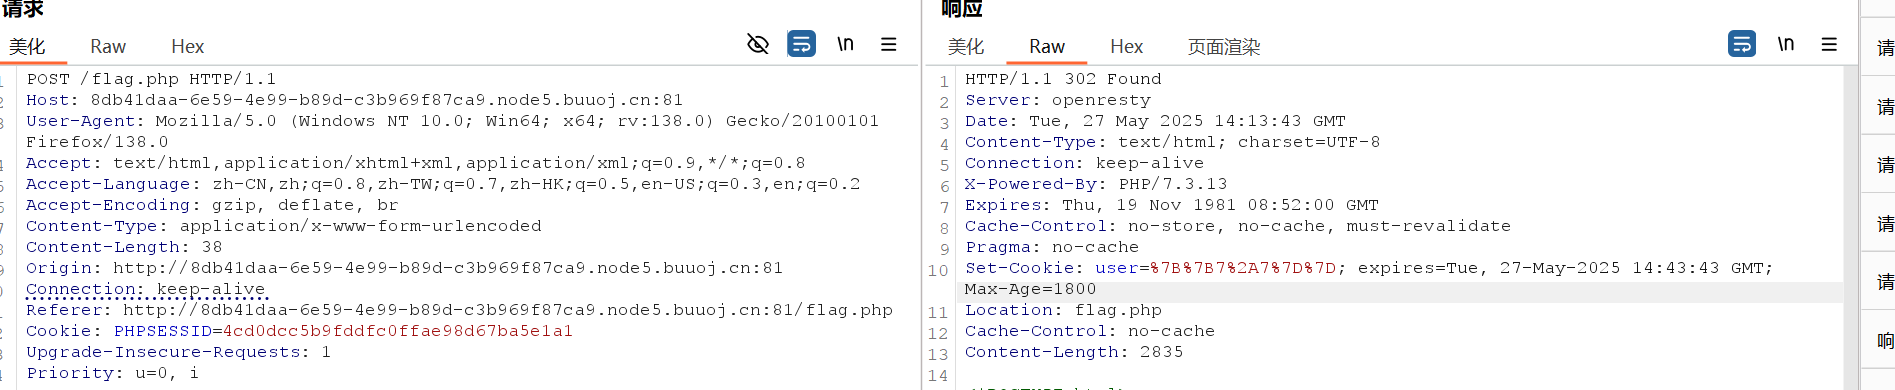 请求
美化 Raw Hex \n
POST /flag.php HTTP/1.1
Host: 8db41daa-6e59-4e99-b89d-c3b969f87ca9.node5.buuoj.cn:81
User-Agent: Mozilla/5.0 (Windows NT 10.0; Win64; x64; rv:138.0) Gecko/20100101
Firefox/138.0
Accept: text/html,application/xhtml+xml,application/xml;q=0.9,*/*;q=0.8
Accept-Language: zh-CN,zh;q=0.8,zh-TW;q=0.7,zh-HK;q=0.5,en-US;q=0.3,en;q=0.2
Accept-Encoding: gzip, deflate, br
Content-Type: application/x-www-form-urlencoded
Content-Length: 38
Origin: http://8db41daa-6e59-4e99-b89d-c3b969f87ca9.node5.buuoj.cn:81
Connection: keep-alive
Referer: http://8db41daa-6e59-4e99-b89d-c3b969f87ca9.node5.buuoj.cn:81/flag.php
Cookie: PHPSESSID=4cd0dcc5b9fddfc0ffae98d67ba5e1a1
Upgrade-Insecure-Requests: 1
Priority: u=0, i
响应
美化 Raw Hex 页面渲染 \n
1 HTTP/1.1 302 Found
2 Server: openresty
3 Date: Tue, 27 May 2025 14:13:43 GMT
4 Content-Type: text/html; charset=UTF-8
5 Connection: keep-alive
6 X-Powered-By: PHP/7.3.13
7 Expires: Thu, 19 Nov 1981 08:52:00 GMT
8 Cache-Control: no-store, no-cache, must-revalidate
9 Pragma: no-cache
10 Set-Cookie: user=%7B%7B7%2A7%7D%7D; expires=Tue, 27-May-2025 14:43:43 GMT;
Max-Age=1800
11 Location: flag.php
12 Cache-Control: no-cache
13 Content-Length: 2835
14
请
请
请
请
响